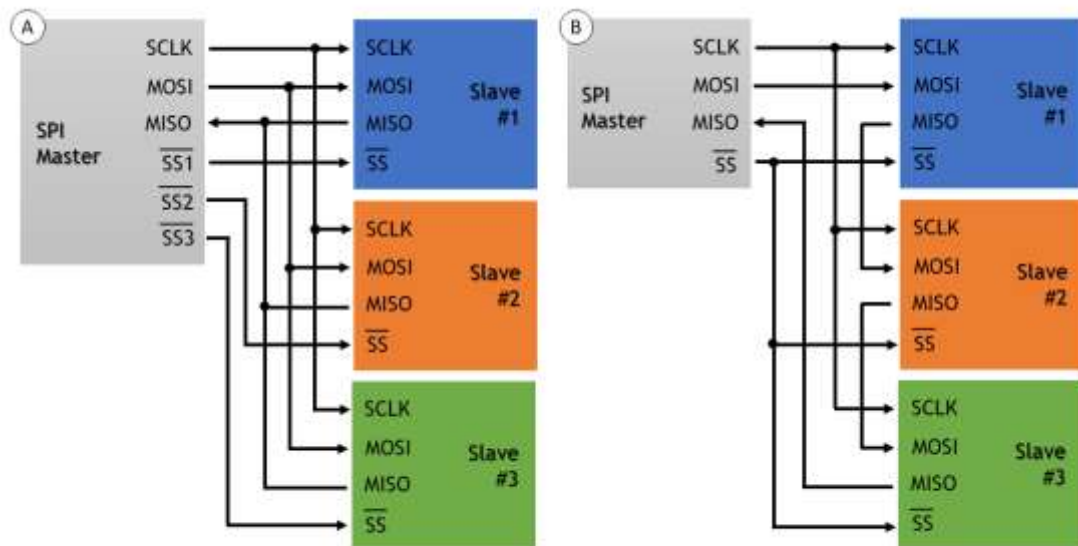 A
SPI
Master
SCLK
MOSI
MISO
SS1
SS2
SS3
SCLK
MOSI
MISO
SS
Slave
#1
SCLK
MOSI
MISO
SS
Slave
#2
SCLK
MOSI
MISO
SS
Slave
#3
B
SPI
Master
SCLK
MOSI
MISO
SS
SCLK
MOSI
MISO
SS
Slave
#1
SCLK
MOSI
MISO
SS
Slave
#2
SCLK
MOSI
MISO
SS
Slave
#3